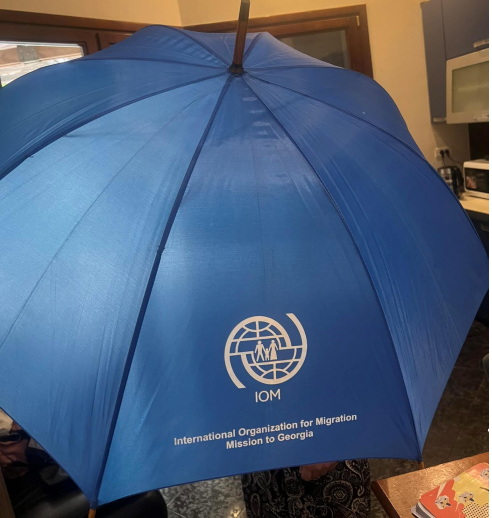 IOM
International Organization for Migration
Mission to Georgia